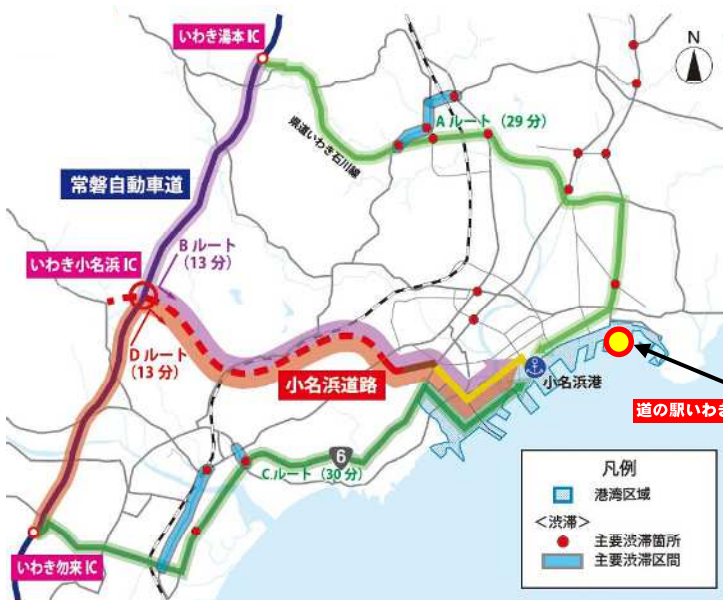 いわき湯本IC
N
Aルート（29分）
県道いわき石川線
常磐自動車道
Bルート
（13分）
いわき小名浜IC
Dルート
（13分）
小名浜道路
小名浜港
道の駅いわき
6
Cルート（30分）
いわき勿来IC
凡例
港湾区域
＜渋滞＞
主要渋滞箇所
主要渋滞区間